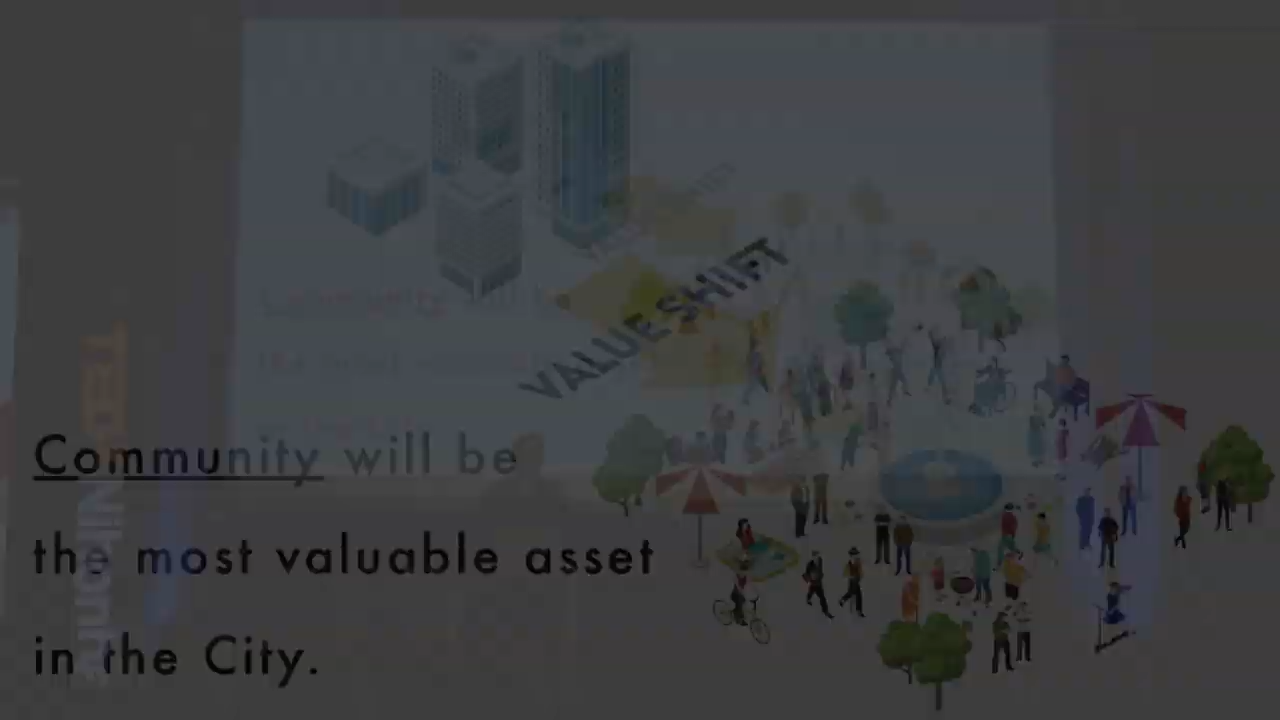 VALUE SHIFT
Community will be
the most valuable asset
in the City.